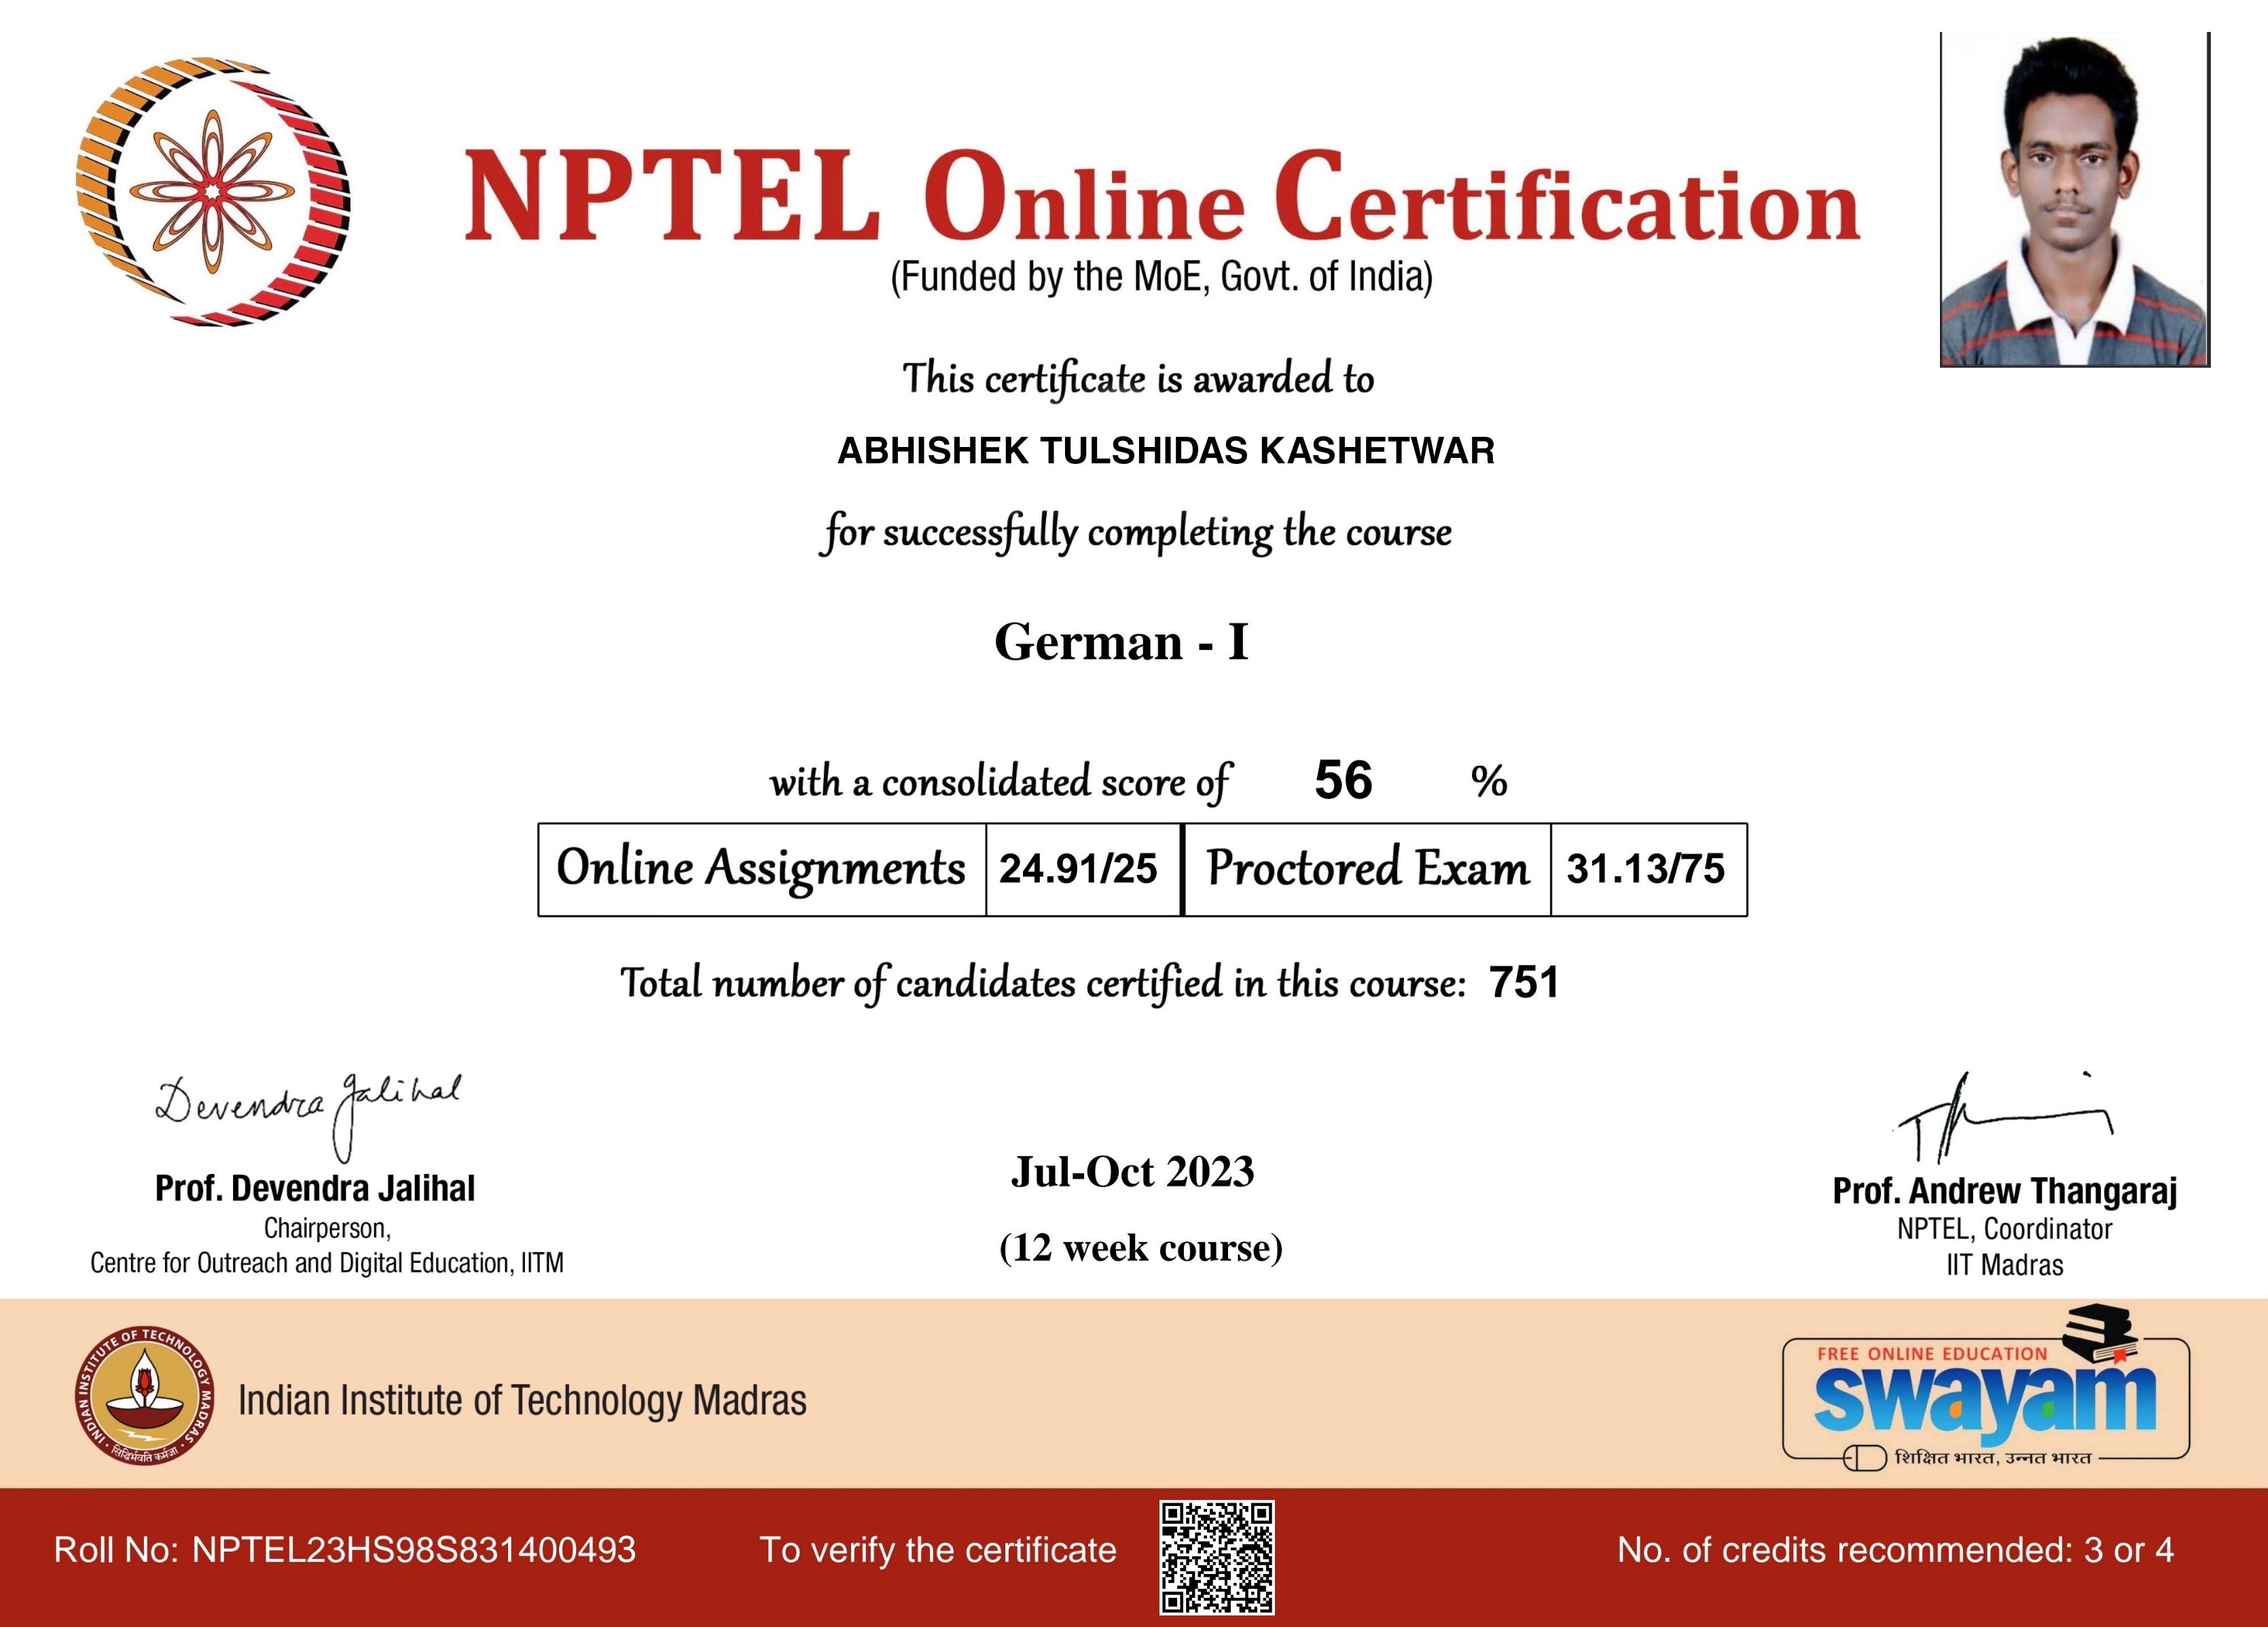 NPTEL Online Certification
(Funded by the MoE, Govt. of India)
This certificate is awarded to
ABHISHEK TULSHIDAS KASHETWAR
for successfully completing the course
German - I
with a consolidated score of 56 %
Online Assignments 24.91/25 Proctored Exam 31.13/75
Total number of candidates certified in this course: 751
Devendra Jalihal
Prof. Devendra Jalihal
Chairperson,
Centre for Outreach and Digital Education, IITM
Jul-Oct 2023
(12 week course)
Prof. Andrew Thangaraj
NPTEL, Coordinator
IIT Madras
INDIAN INSTITUTE OF TECHNOLOGY MADRAS
सिद्धिर्भवति कर्मजा
Indian Institute of Technology Madras
FREE ONLINE EDUCATION
swayam
शिक्षित भारत, उन्नत भारत
Roll No: NPTEL23HS98S831400493
To verify the certificate
No. of credits recommended: 3 or 4